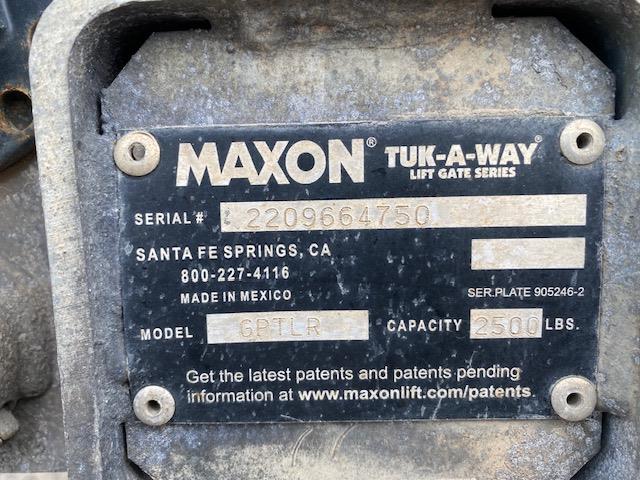 MAXON® TUK-A-WAY®
LIFT GATE SERIES
SERIAL # 2209664750
SANTA FE SPRINGS, CA
800-227-4116
MADE IN MEXICO
SER.PLATE 905246-2
MODEL GPTLR CAPACITY 2500 LBS.
Get the latest patents and patents pending
information at www.maxonlift.com/patents.